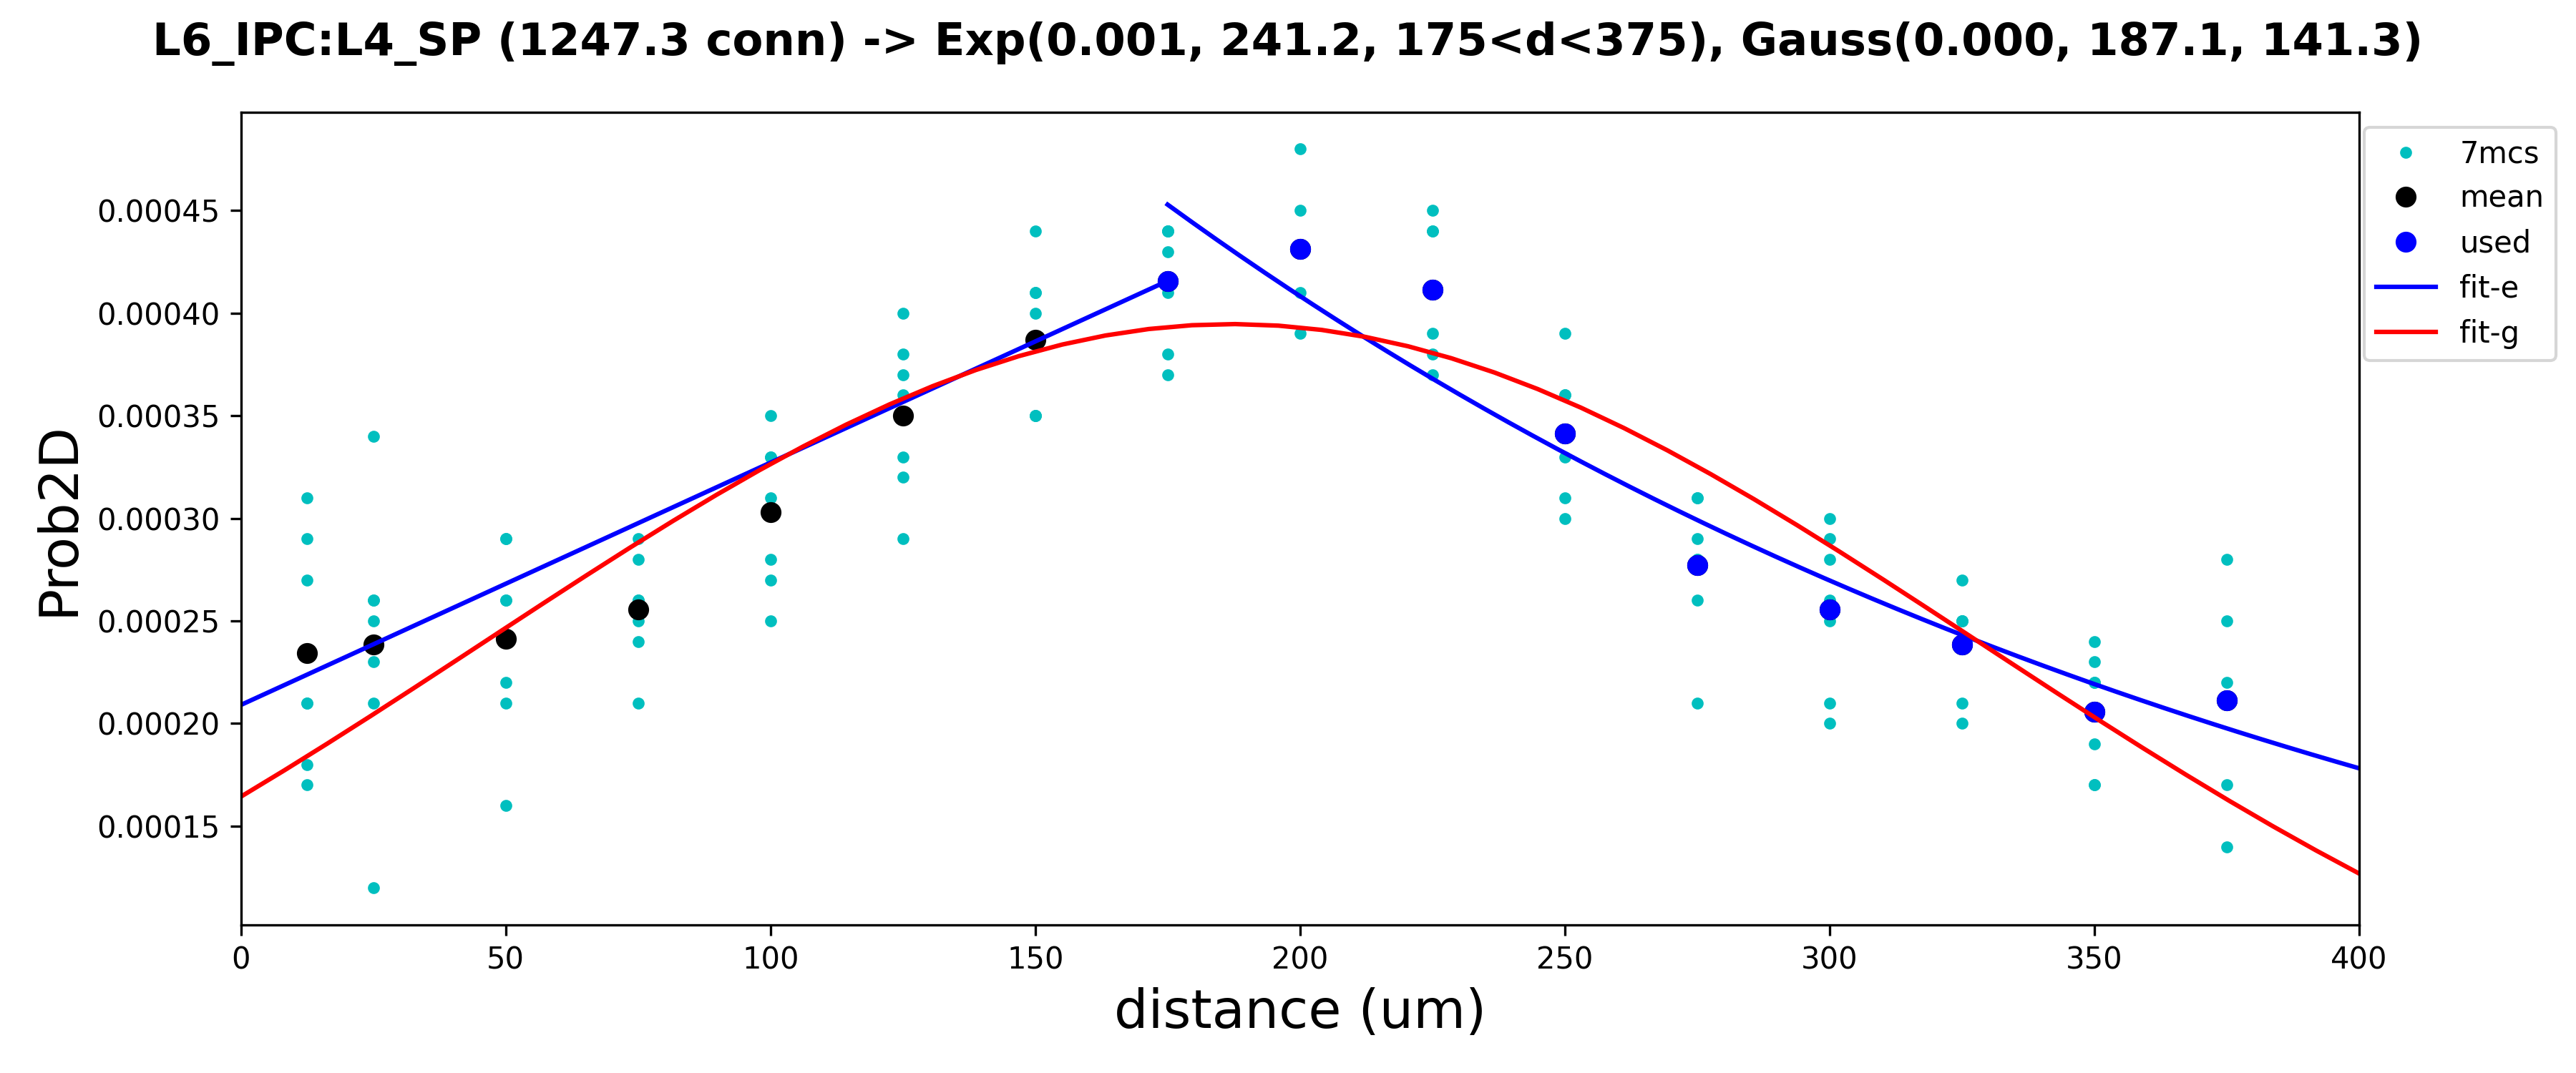 L6_IPC:L4_SP (1247.3 conn) -> Exp(0.001, 241.2, 175<d<375), Gauss(0.000, 187.1, 141.3)
7mcs
mean
used
fit-e
fit-g
Prob2D
0.00045
0.00040
0.00035
0.00030
0.00025
0.00020
0.00015
0 50 100 150 200 250 300 350 400
distance (um)